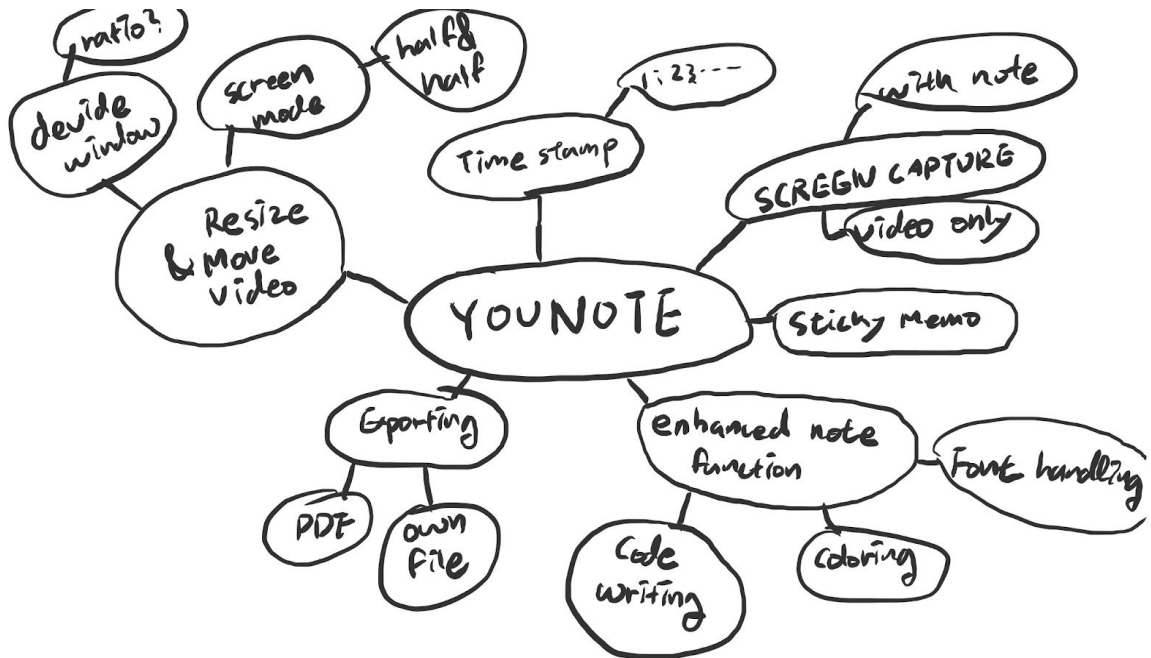 ratio?
devide
window
screen
mode
half&
half
Time stamp
1:23----
with note
SCREEN CAPTURE
video only
Resize
& Move
video
YOUNOTE
Sticky Memo
Exporting
PDF
own
file
enhanced note
function
Font handling
Code
writing
Coloring